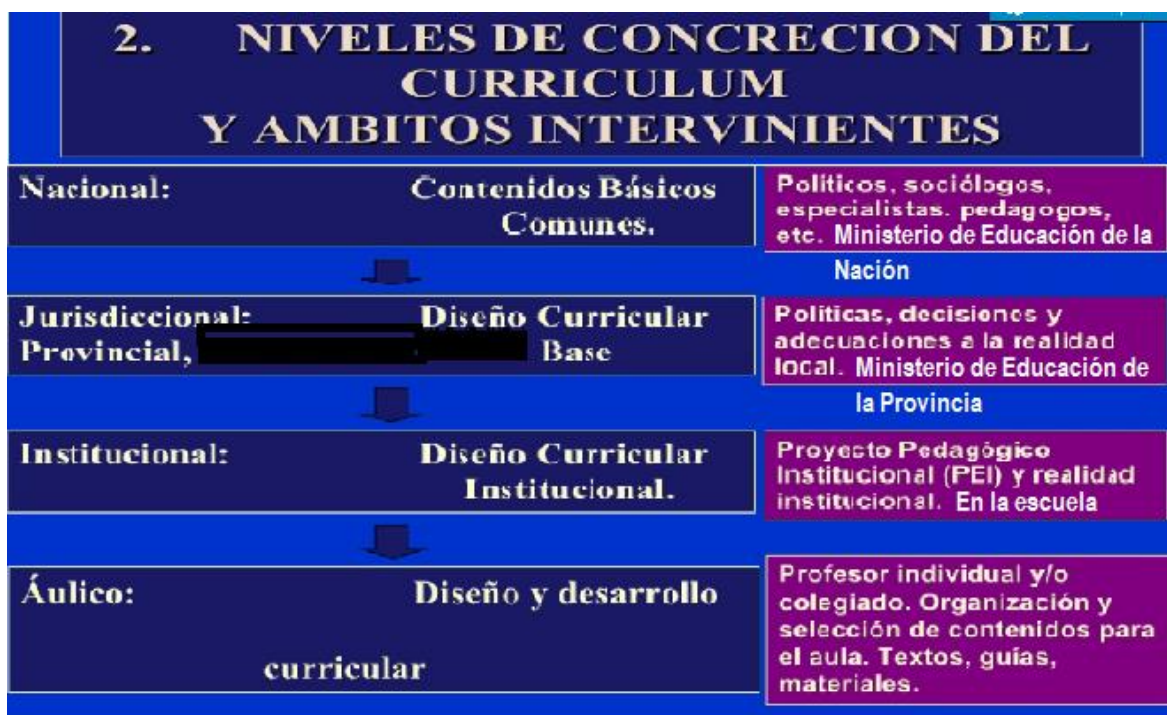 2. NIVELES DE CONCRECION DEL
CURRICULUM
Y AMBITOS INTERVINIENTES
Nacional: Contenidos Básicos
Comunes.
Políticos, sociólogos,
especialistas. pedagogos,
etc. Ministerio de Educación de la
Nación
Jurisdiccional: Diseño Curricular
Provincial, Base
Políticas, decisiones y
adecuaciones a la realidad
local. Ministerio de Educación de
la Provincia
Institucional: Diseño Curricular
Institucional.
Proyecto Pedagógico
Institucional (PEI) y realidad
institucional. En la escuela
Áulico: Diseño y desarrollo
curricular
Profesor individual y/o
colegiado. Organización y
selección de contenidos para
el aula. Textos, guías,
materiales.